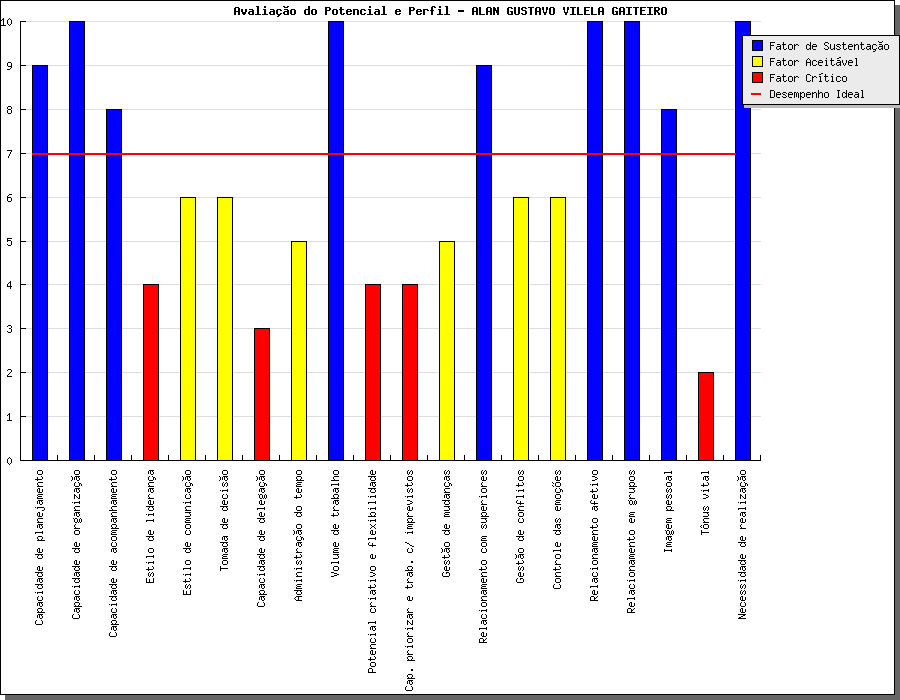 Avaliação do Potencial e Perfil - ALAN GUSTAVO VILELA GAITEIRO
Fator de Sustentação
Fator Aceitável
Fator Crítico
Desempenho Ideal
10
9
8
7
6
5
4
3
2
1
0
Capacidade de planejamento
Capacidade de organização
Capacidade de acompanhamento
Estilo de liderança
Estilo de comunicação
Tomada de decisão
Capacidade de delegação
Administração do tempo
Volume de trabalho
Potencial criativo e flexibilidade
Cap. priorizar e trab. c/ imprevistos
Gestão de mudanças
Relacionamento com superiores
Gestão de conflitos
Controle das emoções
Relacionamento afetivo
Relacionamento em grupos
Imagem pessoal
Tônus vital
Necessidade de realização